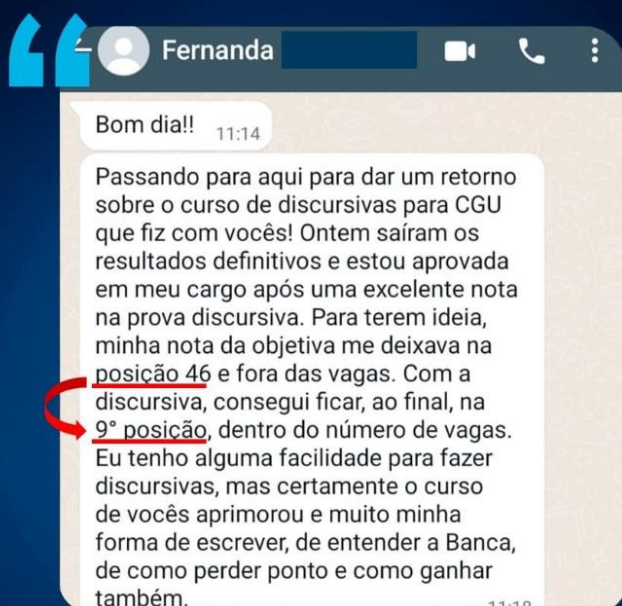 Fernanda
Bom dia!! 11:14
Passando para aqui para dar um retorno
sobre o curso de discursivas para CGU
que fiz com vocês! Ontem saíram os
resultados definitivos e estou aprovada
em meu cargo após uma excelente nota
na prova discursiva. Para terem ideia,
minha nota da objetiva me deixava na
posição 46 e fora das vagas. Com a
discursiva, consegui ficar, ao final, na
9° posição, dentro do número de vagas.
Eu tenho alguma facilidade para fazer
discursivas, mas certamente o curso
de vocês aprimorou e muito minha
forma de escrever, de entender a Banca,
de como perder ponto e como ganhar
também.